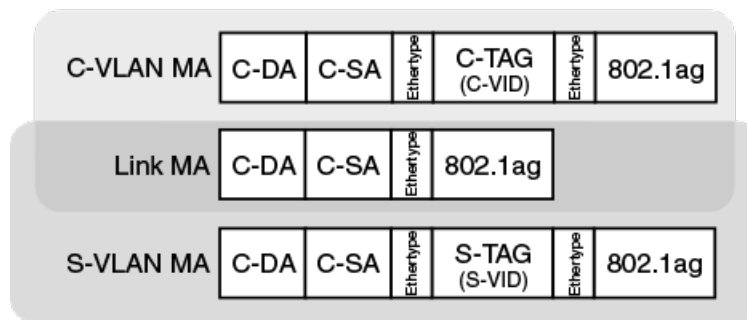 C-VLAN MA C-DA C-SA Ethertype C-TAG Ethertype 802.1ag
(C-VID)
Link MA C-DA C-SA Ethertype 802.1ag
S-VLAN MA C-DA C-SA Ethertype S-TAG Ethertype 802.1ag
(S-VID)